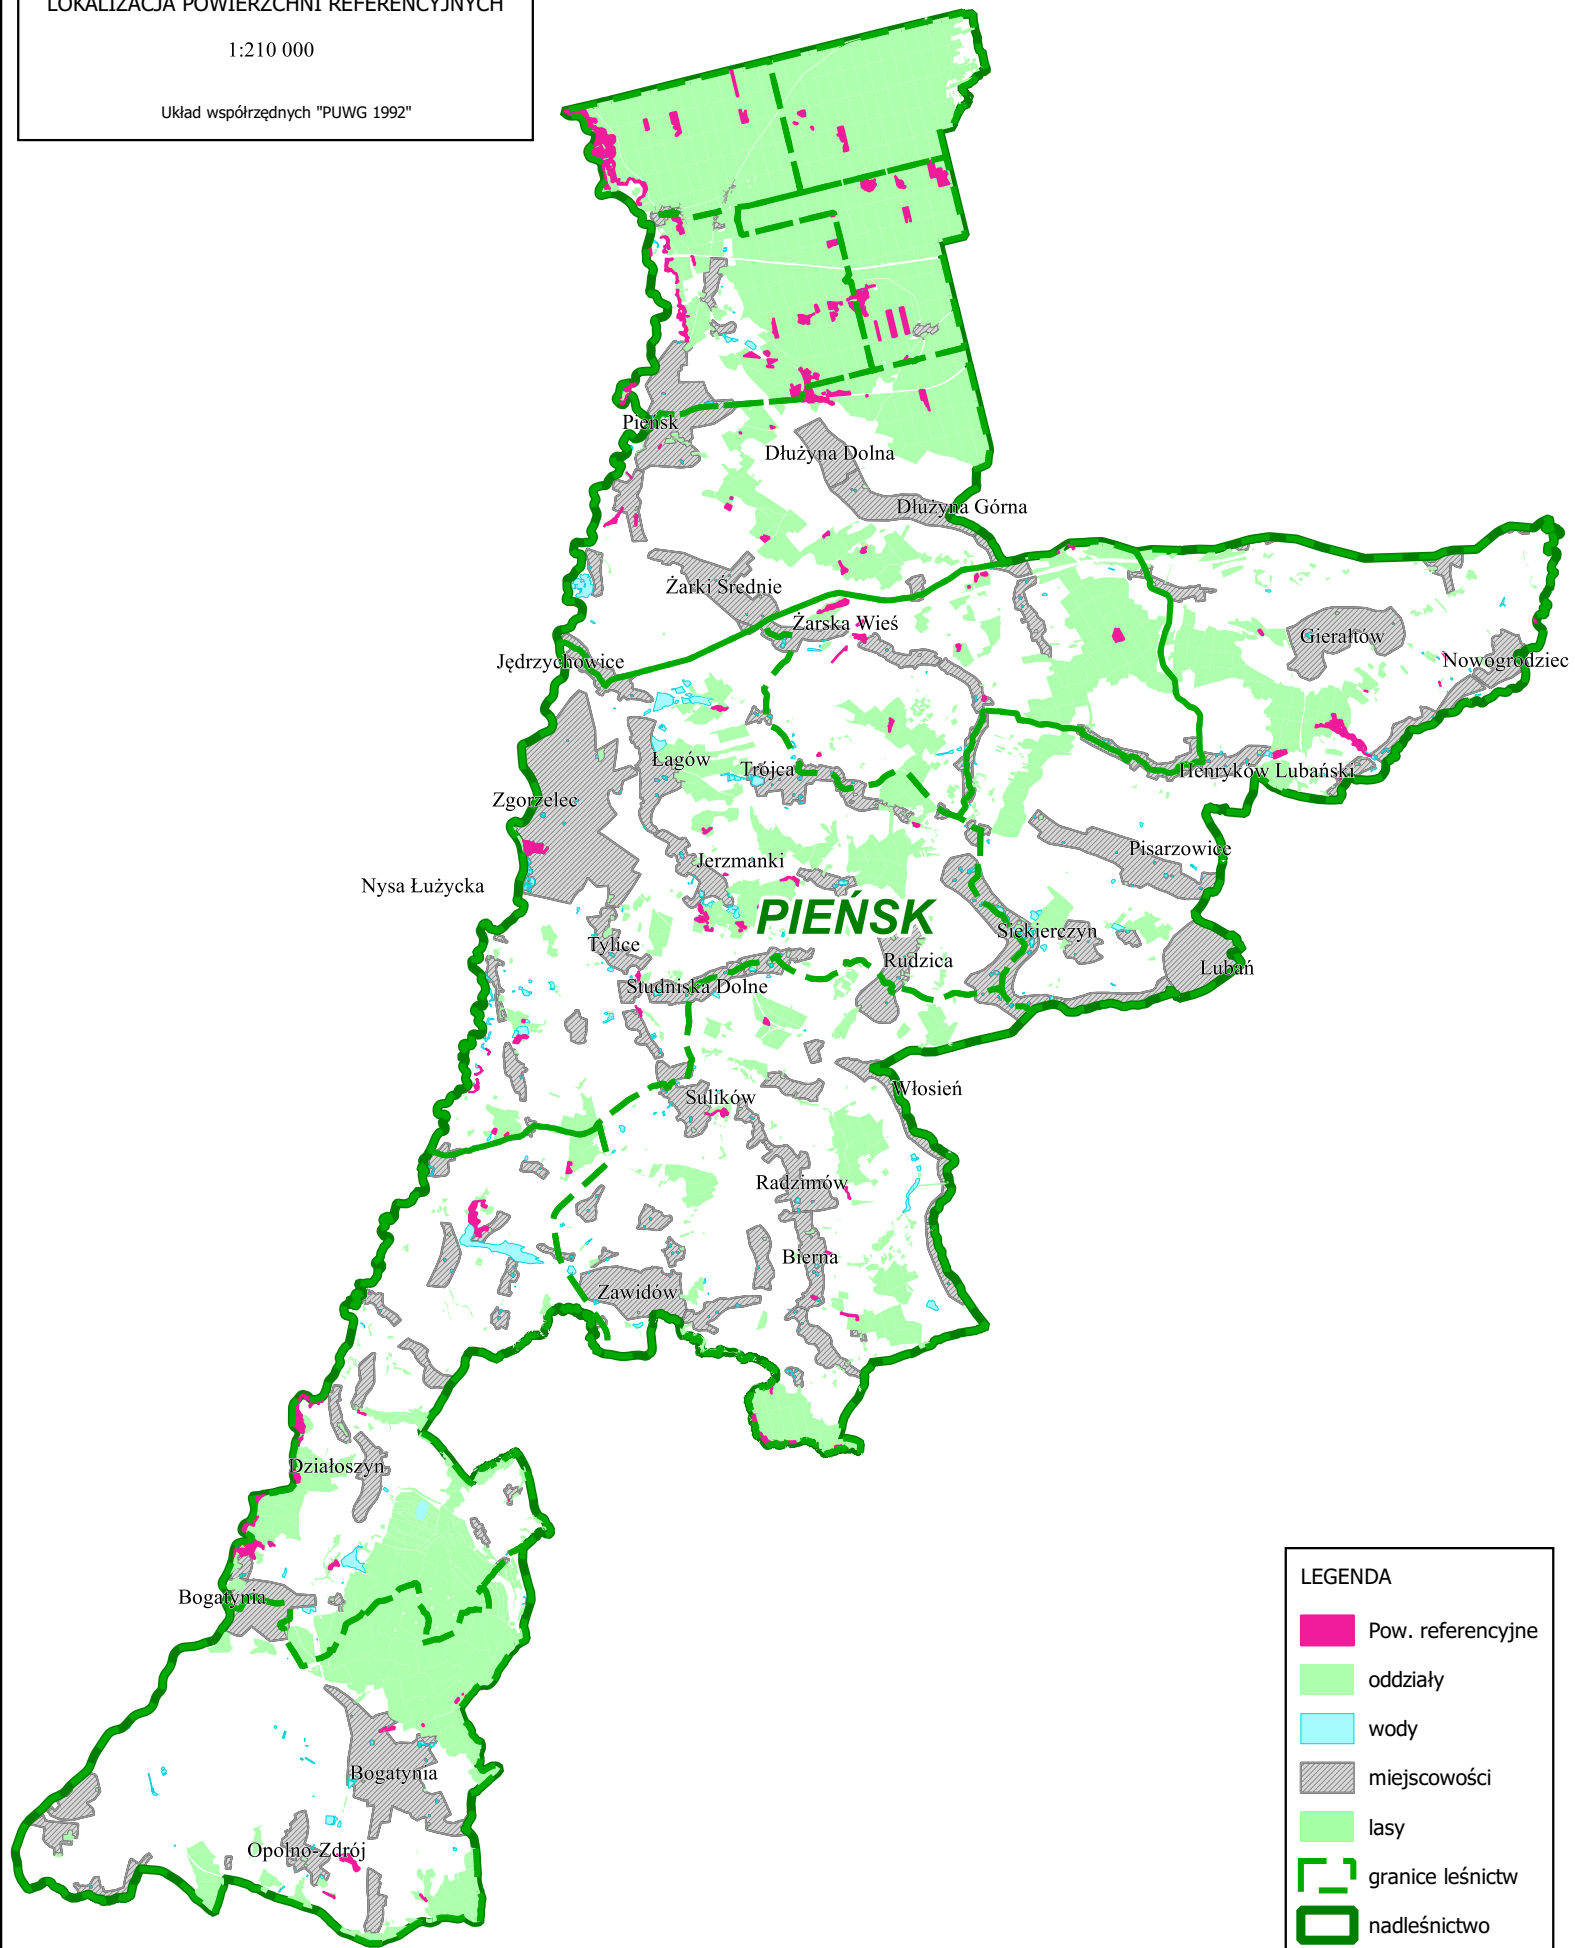 LOKALIZACJA POWIERZCHNI REFERENCYJNYCH
1:210 000
Układ współrzędnych "PUWG 1992"
Pieńsk
Dłużyna Dolna
Dłużyna Górna
Żarki Średnie
Żarska Wieś
Gierałtów
Jędrzychowice
Nowogrodziec
Łagów
Trójca
Henryków Lubański
Zgorzelec
Pisarzowice
Jerzmanki
Nysa Łużycka
PIEŃSK
Siekierczyn
Tylice
Rudzica
Lubań
Studniska Dolne
Włosień
Sulików
Radzimów
Bierna
Zawidów
Działoszyn
Bogatynia
Bogatynia
Opolno-Zdrój
LEGENDA
Pow. referencyjne
oddziały
wody
miejscowości
lasy
granice leśnictw
nadleśnictwo